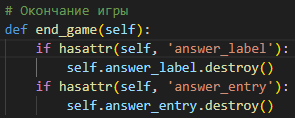 # Окончание игры
def end_game(self):
    if hasattr(self, 'answer_label'):
        self.answer_label.destroy()
    if hasattr(self, 'answer_entry'):
        self.answer_entry.destroy()